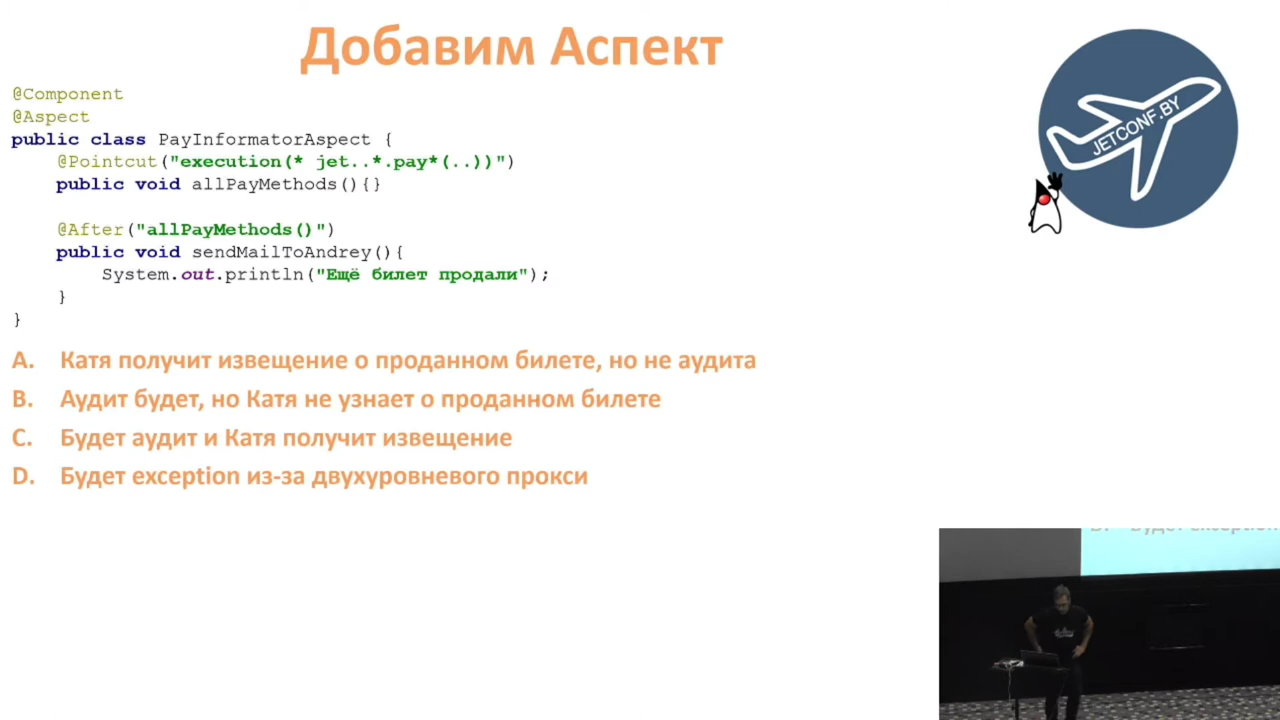 Добавим Аспект
@Component
@Aspect
public class PayInformatorAspect {
@Pointcut("execution(* jet..*.pay*(..))")
public void allPayMethods(){}
@After("allPayMethods()")
public void sendMailToAndrey(){
System.out.println("Ещё билет продали");
}
}
A. Катя получит извещение о проданном билете, но не аудита
B. Аудит будет, но Катя не узнает о проданном билете
C. Будет аудит и Катя получит извещение
D. Будет exception из-за двухуровневого прокси
JETCONF.BY